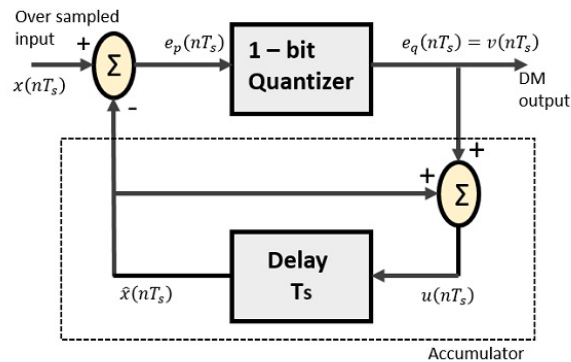 Over sampled
input
+
Σ
e_p(nT_s)
1 – bit
Quantizer
e_q(nT_s) = v(nT_s)
x(nT_s)
-
DM
output
+
+
Σ
Delay
Ts
x̂(nT_s)
u(nT_s)
Accumulator